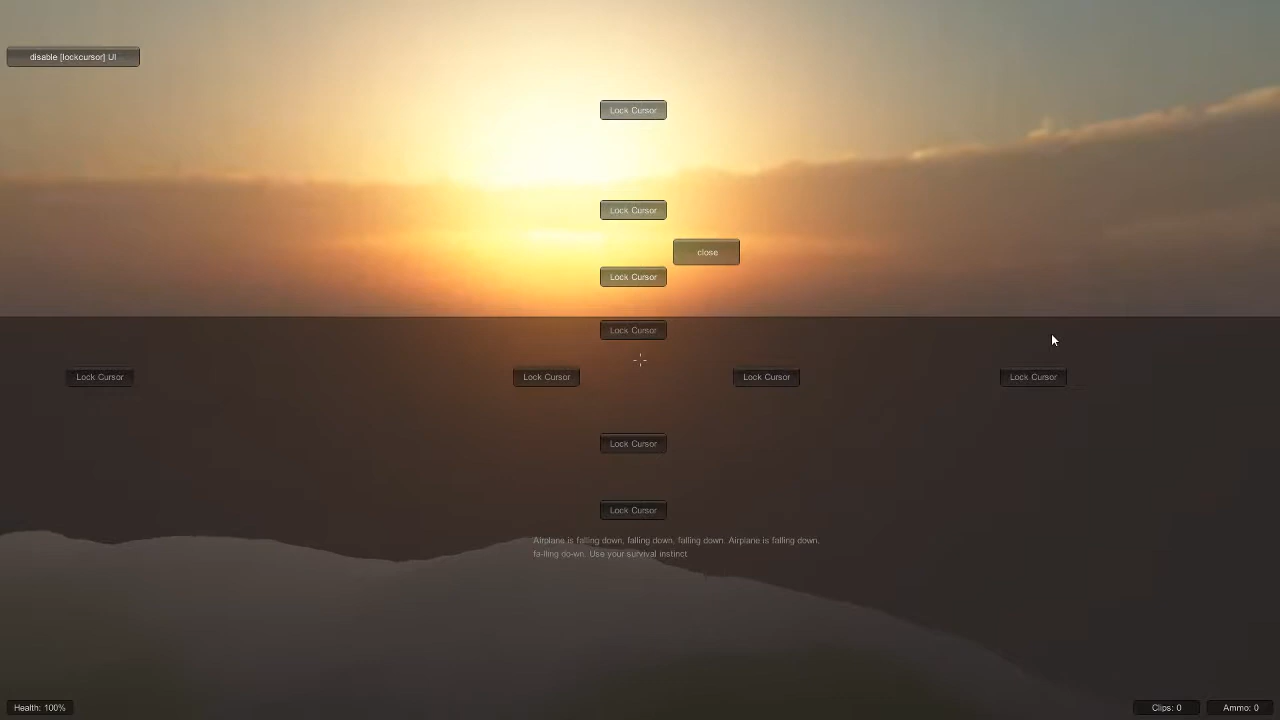 disable [lockcursor] UI
Lock Cursor
Lock Cursor
close
Lock Cursor
Lock Cursor
Lock Cursor
Lock Cursor
Lock Cursor
Lock Cursor
Lock Cursor
Lock Cursor
Airplane is falling down, falling down, falling down. Airplane is falling down,
fa-lling do-wn. Use your survival instinct
Health: 100%
Clips: 0
Ammo: 0